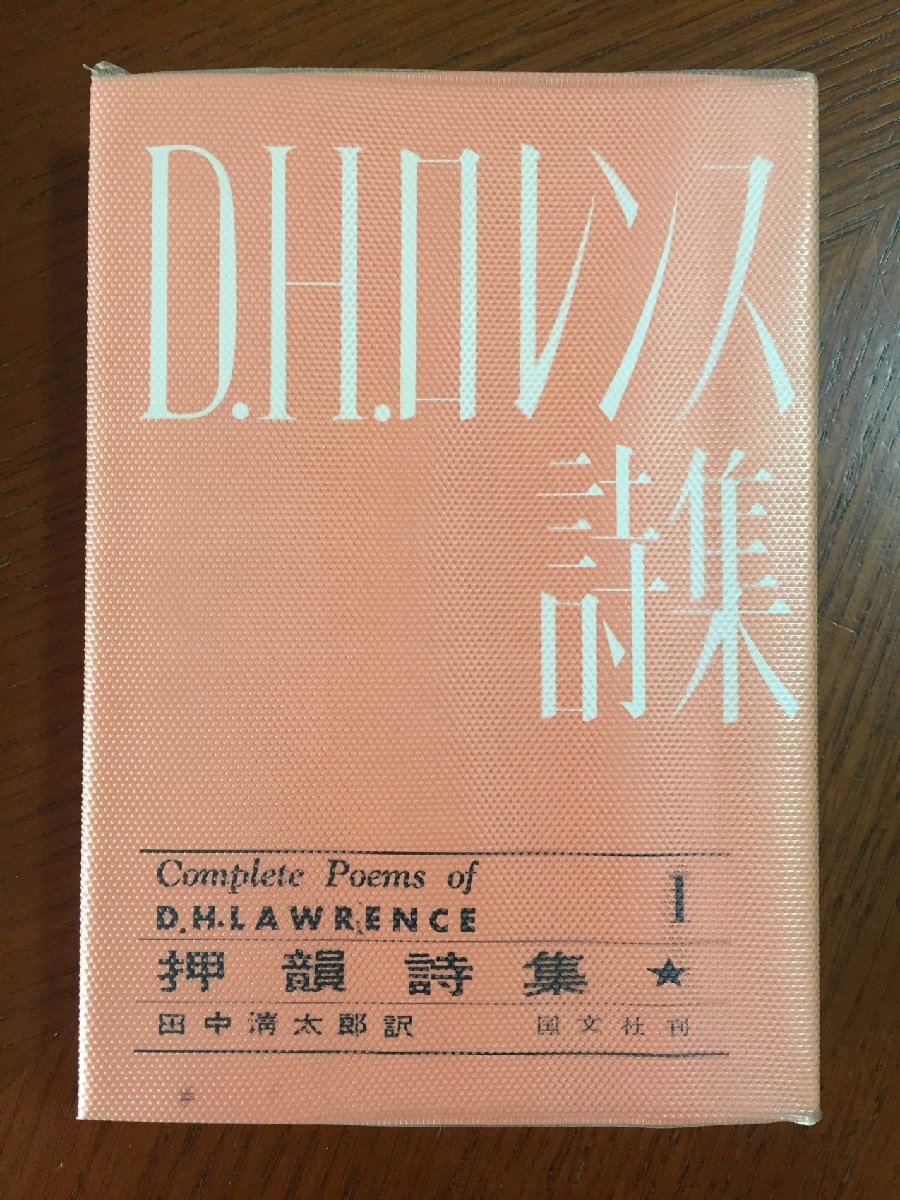 D.H.ロレンス
詩集
Complete Poems of
D.H.LAWRENCE 1
押韻詩集 ★
田中清太郎訳 国文社刊